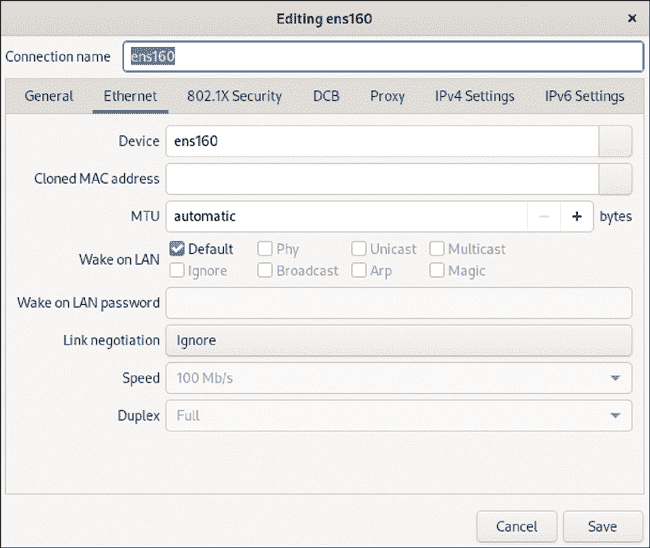 Editing ens160 ×
Connection name ens160
General Ethernet 802.1X Security DCB Proxy IPv4 Settings IPv6 Settings
Device ens160
Cloned MAC address
MTU automatic − + bytes
Wake on LAN Default Phy Unicast Multicast
Ignore Broadcast Arp Magic
Wake on LAN password
Link negotiation Ignore
Speed 100 Mb/s
Duplex Full
Cancel Save